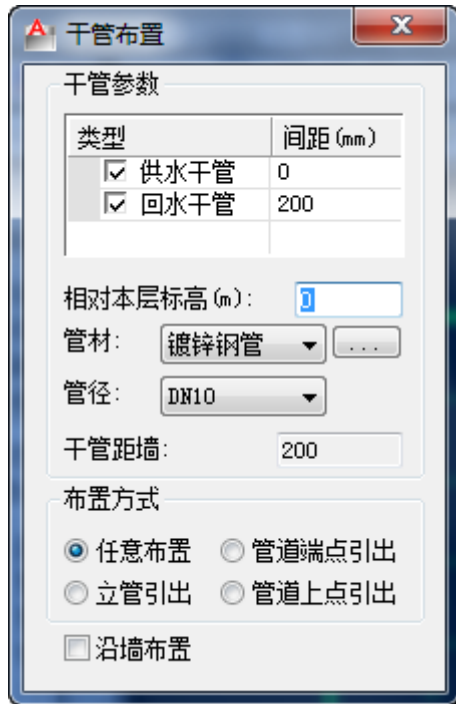 干管布置
干管参数
类型 间距(mm)
供水干管 0
回水干管 200
相对本层标高(m): 0
管材: 镀锌钢管 ...
管径: DN10
干管距墙: 200
布置方式
任意布置 管道端点引出
立管引出 管道上点引出
沿墙布置